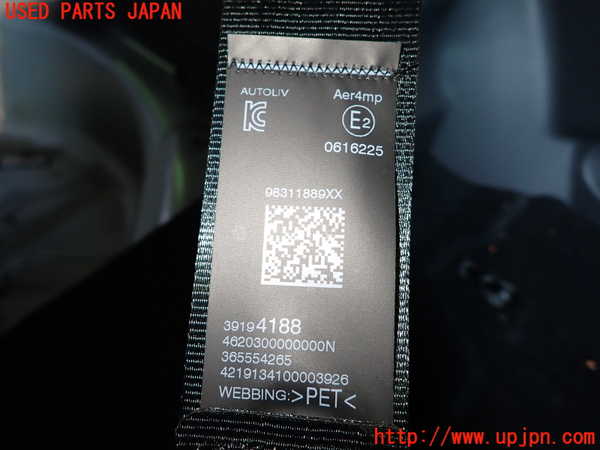 USED PARTS JAPAN
AUTOLIV Aer4mp
E2
0616225
98311889XX
39194188
4620300000000N
365554265
4219134100003926
WEBBING:>PET<
http://www.upjpn.com/